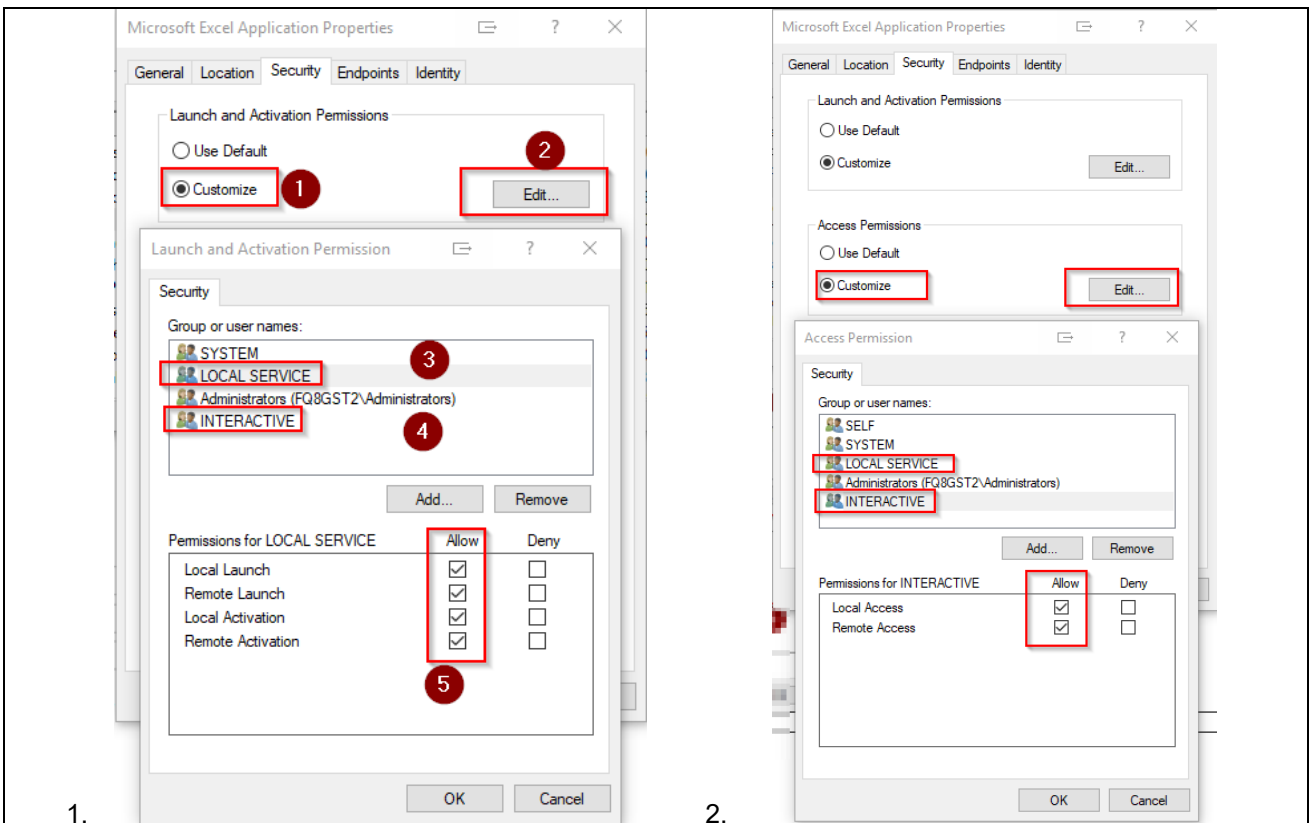 Microsoft Excel Application Properties ?
General Location Security Endpoints Identity
Launch and Activation Permissions
Use Default
2
Customize 1
Edit...
Launch and Activation Permission ?
Security
Group or user names:
SYSTEM
3
LOCAL SERVICE
Administrators (FQ8GST2\Administrators)
INTERACTIVE
4
Add... Remove
Permissions for LOCAL SERVICE Allow Deny
Local Launch
Remote Launch
Local Activation
Remote Activation
5
OK Cancel
1.
Microsoft Excel Application Properties ?
General Location Security Endpoints Identity
Launch and Activation Permissions
Use Default
Customize
Edit...
Access Permissions
Use Default
Customize
Edit...
Access Permission ?
Security
Group or user names:
SELF
SYSTEM
LOCAL SERVICE
Administrators (FQ8GST2\Administrators)
INTERACTIVE
Add... Remove
Permissions for INTERACTIVE Allow Deny
Local Access
Remote Access
OK Cancel
2.